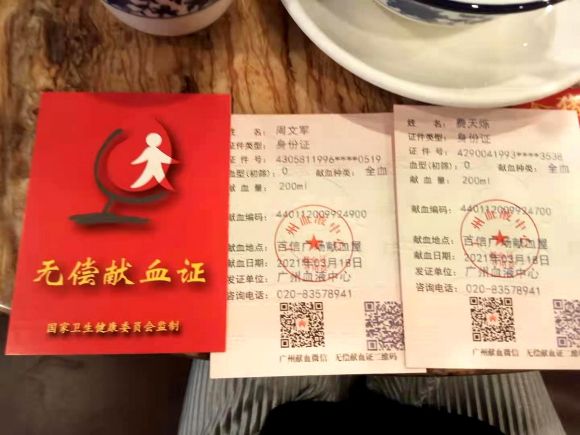 无偿献血证
国家卫生健康委员会监制
姓 名: 周文军
证件类型: 身份证
证 件 号: 4305811996****0519
血型(初筛): O 献血种类: 全血
献 血 量: 200ml
献血编码: 440112009924900
献血地点: 百信广场献血屋
献血日期: 2021年03月18日
发证单位: 广州血液中心
咨询电话: 020-83578941
广州献血微信 无偿献血证二维码
姓 名: 费天烁
证件类型: 身份证
证 件 号: 4290041993****3538
血型(初筛): O 献血种类: 全血
献 血 量: 200ml
献血编码: 440112009924700
献血地点: 百信广场献血屋
献血日期: 2021年03月18日
发证单位: 广州血液中心
咨询电话: 020-83578941
广州献血微信 无偿献血证二维码